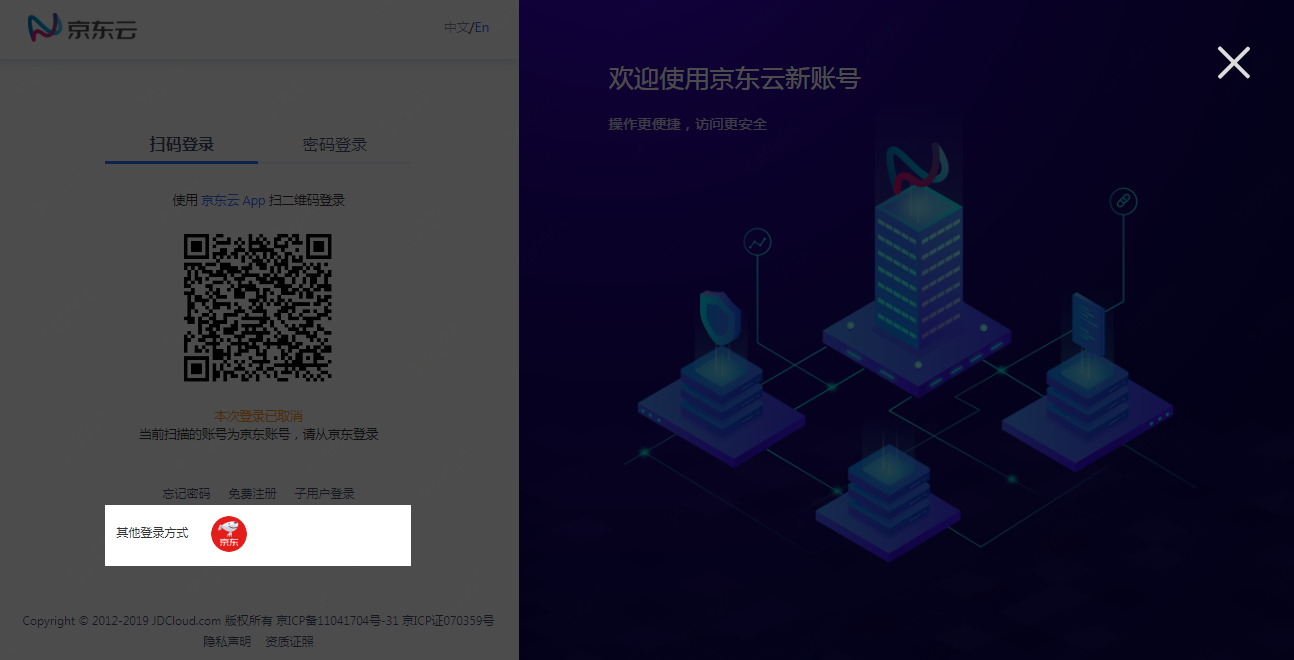 京东云
中文/En
扫码登录 密码登录
使用 京东云 App 扫二维码登录
本次登录已取消
当前扫描的账号为京东账号，请从京东登录
忘记密码 免费注册 子用户登录
其他登录方式
京东
Copyright © 2012-2019 JDCloud.com 版权所有 京ICP备11041704号-31 京ICP证070359号
隐私声明 资质证照
欢迎使用京东云新账号
操作更便捷，访问更安全